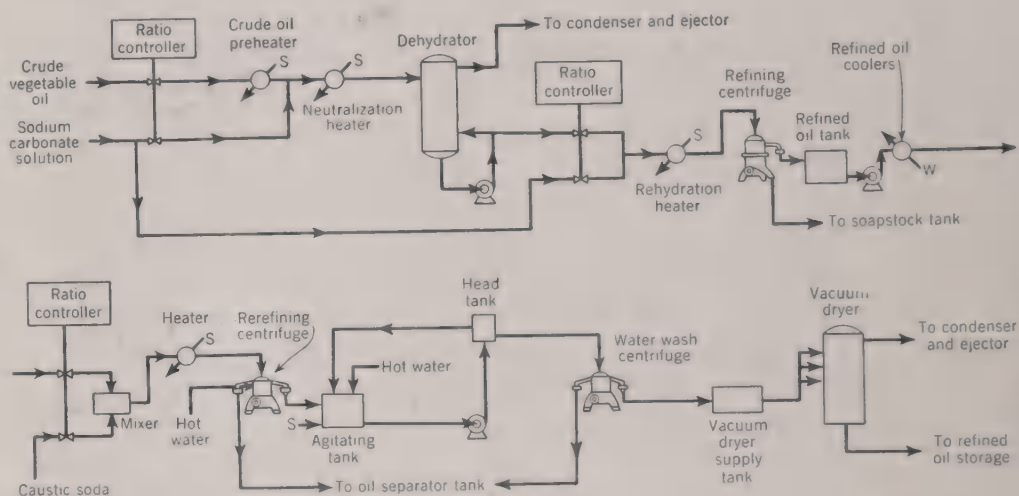 Ratio
controller
Crude oil
preheater
S
S
Dehydrator
To condenser and ejector
Crude
vegetable
oil
Neutralization
heater
Sodium
carbonate
solution
Ratio
controller
S
Rehydration
heater
Refining
centrifuge
Refined
oil tank
Refined oil
coolers
W
To soapstock tank
Ratio
controller
Heater
S
Rerefining
centrifuge
Head
tank
Hot water
Mixer
Hot
water
S
Agitating
tank
Caustic soda
To oil separator tank
Water wash
centrifuge
Vacuum
dryer
supply
tank
Vacuum
dryer
To condenser
and ejector
To refined
oil storage